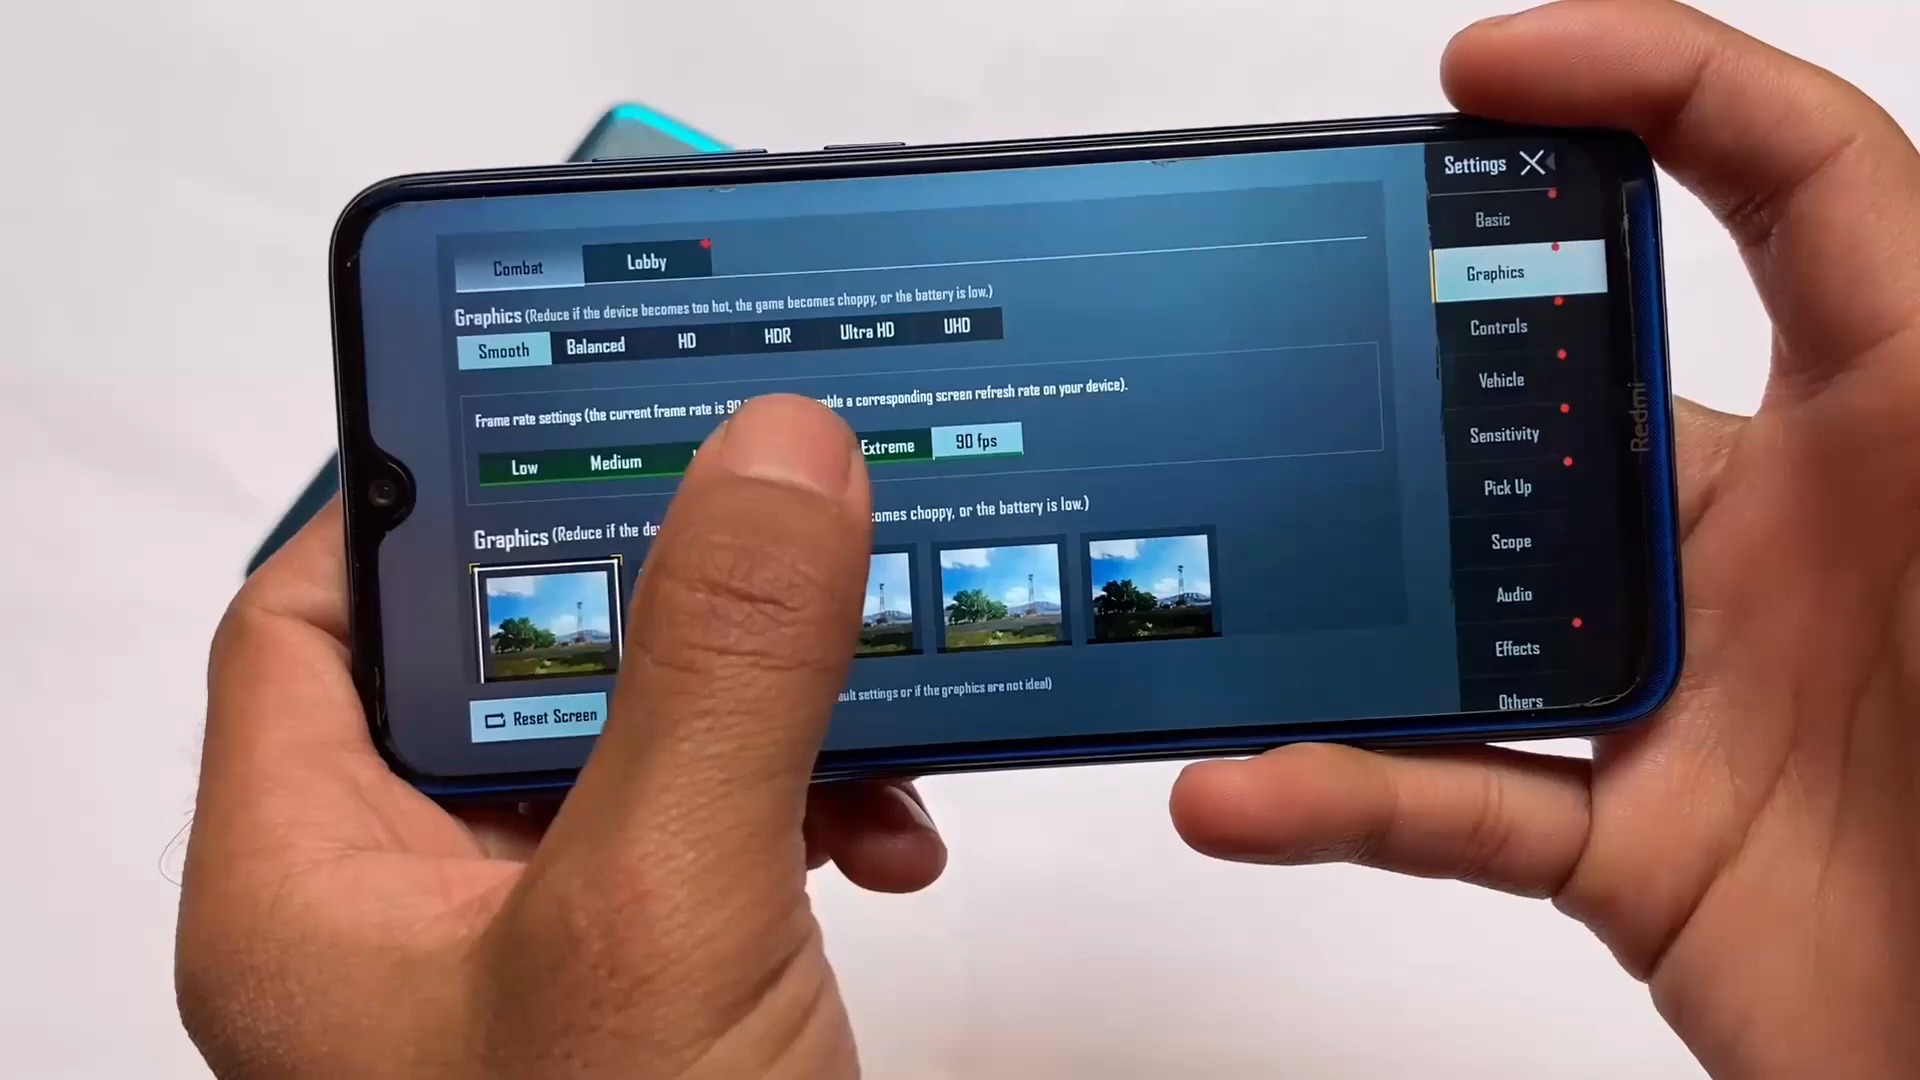 Settings
Basic
Graphics
Controls
Vehicle
Sensitivity
Pick Up
Scope
Audio
Effects
Others
Combat
Lobby
Graphics (Reduce if the device becomes too hot, the game becomes choppy, or the battery is low.)
Smooth Balanced HD HDR Ultra HD UHD
Frame rate settings (the current frame rate is 90 a corresponding screen refresh rate on your device).
Low Medium Extreme 90 fps
Graphics (Reduce if the choppy, or the battery is low.)
Reset Screen
settings or if the graphics are not ideal)
Redmi